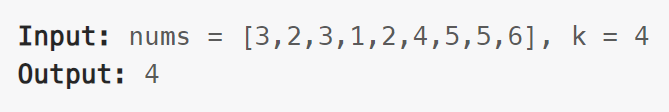 Input: nums = [3,2,3,1,2,4,5,5,6], k = 4
Output: 4